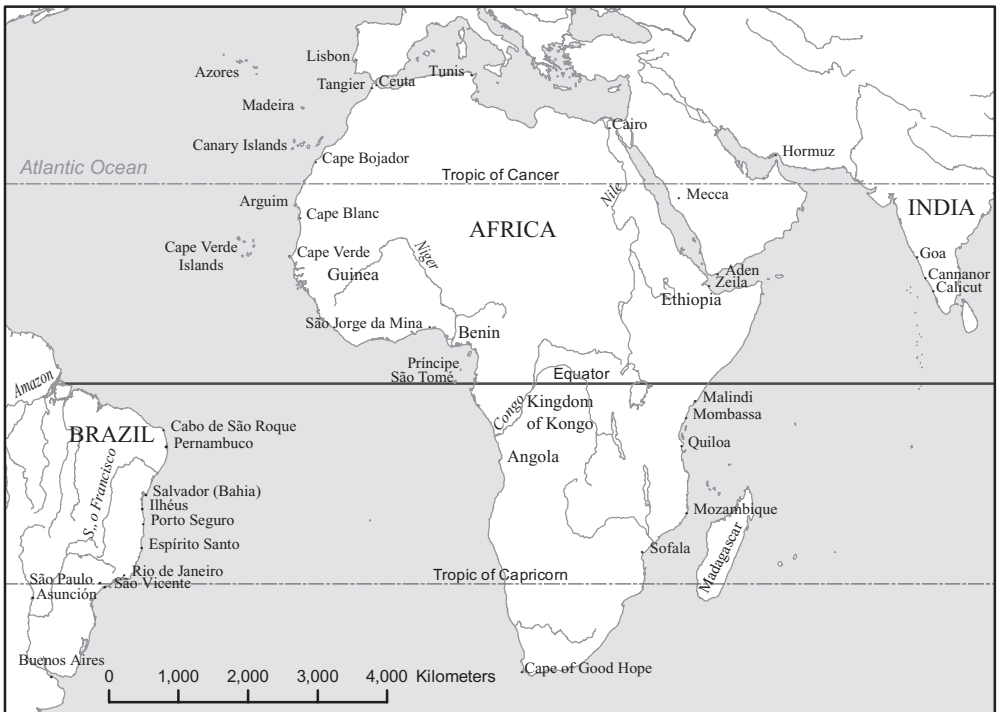 Lisbon
Azores
Tunis
Tangier
Ceuta
Madeira
Cairo
Canary Islands
Hormuz
Cape Bojador
Atlantic Ocean
Tropic of Cancer
Nile
Mecca
Arguim
INDIA
Cape Blanc
AFRICA
Cape Verde
Islands
Cape Verde
Niger
Goa
Guinea
Aden
Cannanor
Zeila
Calicut
Ethiopia
São Jorge da Mina
Benin
Príncipe
São Tomé
Equator
Amazon
Congo
Kingdom
of Kongo
Malindi
Mombassa
Cabo de São Roque
BRAZIL
Pernambuco
Quiloa
Angola
S,,o Francisco
Salvador (Bahia)
Ilhéus
Mozambique
Porto Seguro
Espírito Santo
Sofala
Madagascar
Rio de Janeiro
Tropic of Capricorn
São Paulo
São Vicente
Asunción
Buenos Aires
Cape of Good Hope
0 1,000 2,000 3,000 4,000 Kilometers